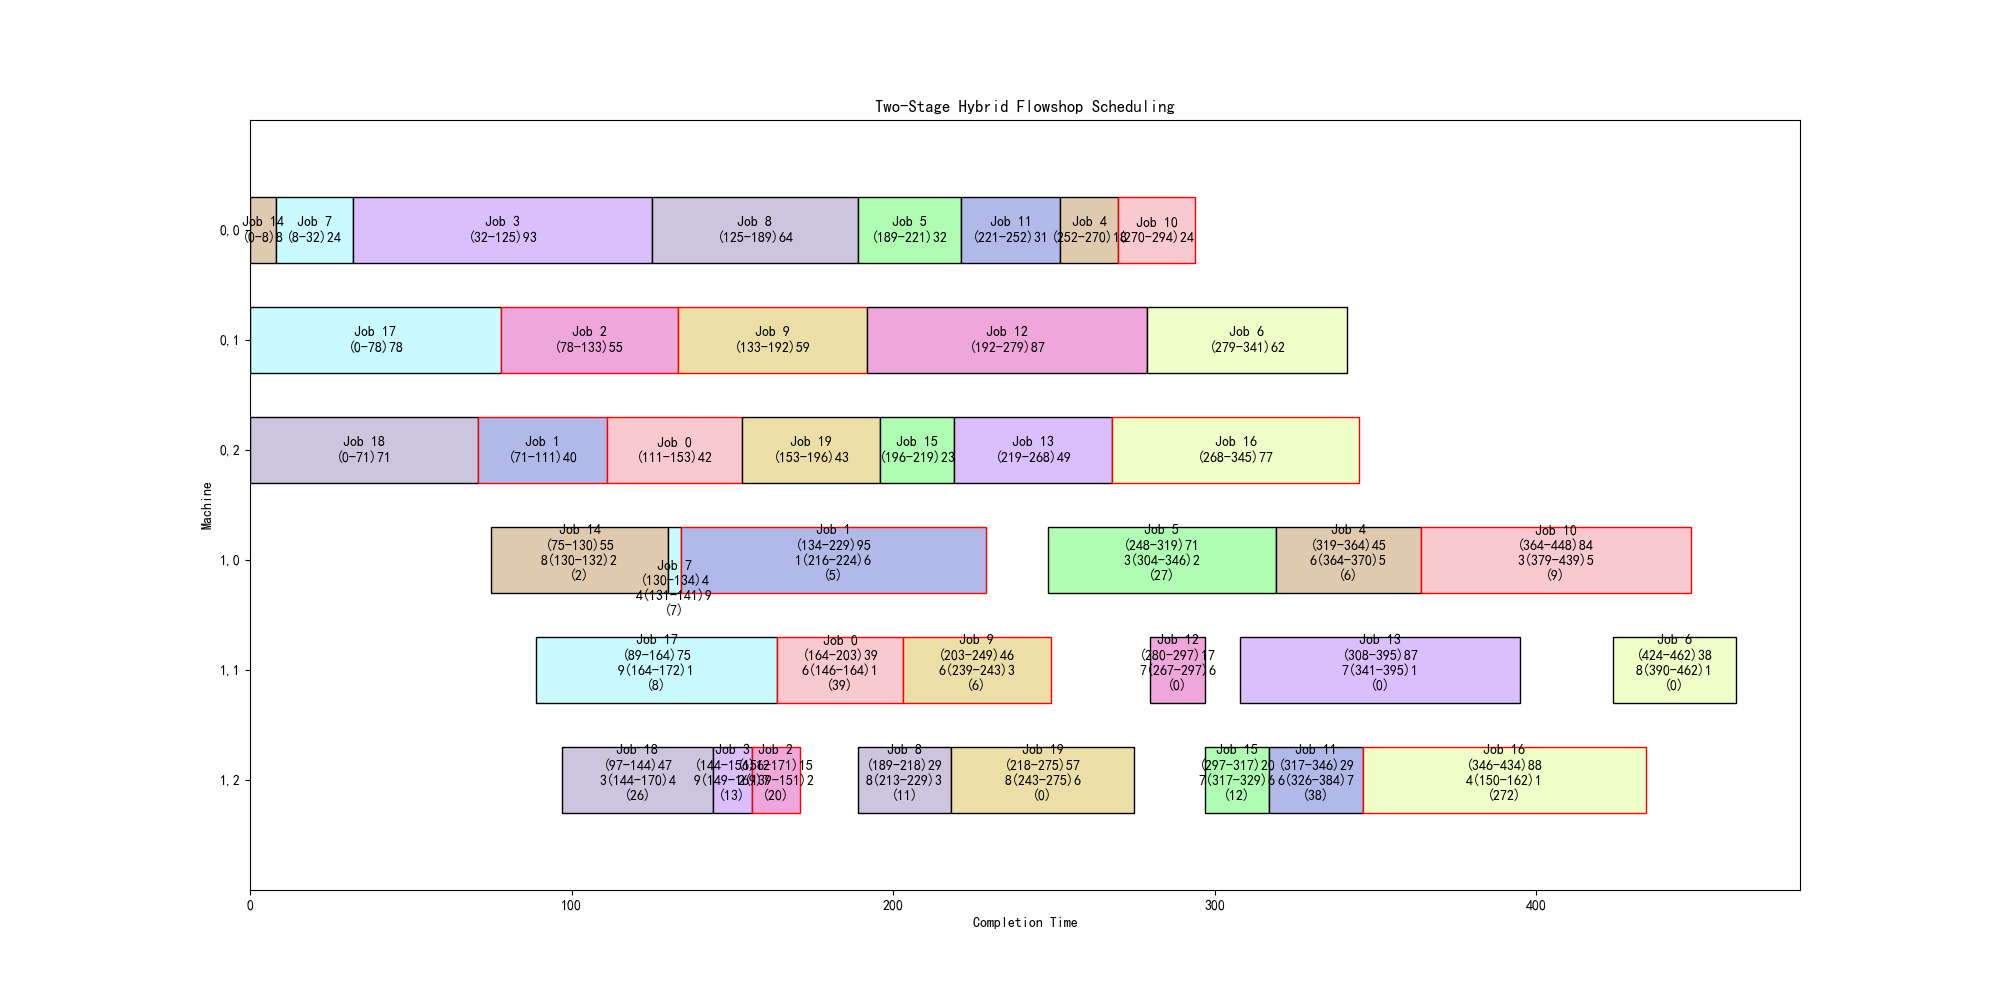 Two-Stage Hybrid Flowshop Scheduling
0,0
Job 14
(0-8)8
Job 7
(8-32)24
Job 3
(32-125)93
Job 8
(125-189)64
Job 5
(189-221)32
Job 11
(221-252)31
Job 4
(252-270)18
Job 10
(270-294)24
0,1
Job 17
(0-78)78
Job 2
(78-133)55
Job 9
(133-192)59
Job 12
(192-279)87
Job 6
(279-341)62
0,2
Job 18
(0-71)71
Job 1
(71-111)40
Job 0
(111-153)42
Job 19
(153-196)43
Job 15
(196-219)23
Job 13
(219-268)49
Job 16
(268-345)77
Machine
1,0
Job 14
(75-130)55
8(130-132)2
(2)
Job 7
(130-134)4
4(131-141)9
(7)
Job 1
(134-229)95
1(216-224)6
(5)
Job 5
(248-319)71
3(304-346)2
(27)
Job 4
(319-364)45
6(364-370)5
(6)
Job 10
(364-448)84
3(379-439)5
(9)
1,1
Job 17
(89-164)75
9(164-172)1
(8)
Job 0
(164-203)39
6(146-164)1
(39)
Job 9
(203-249)46
6(239-243)3
(6)
Job 12
(280-297)17
7(267-297)6
(0)
Job 13
(308-395)87
7(341-395)1
(0)
Job 6
(424-462)38
8(390-462)1
(0)
1,2
Job 18
(97-144)47
3(144-170)4
(26)
Job 3
(144-156)12
(13)
Job 2
(156-171)15
(20)
Job 8
(189-218)29
8(213-229)3
(11)
Job 19
(218-275)57
8(243-275)6
(0)
Job 15
(297-317)20
7(317-329)6
(12)
Job 11
(317-346)29
6(326-384)7
(38)
Job 16
(346-434)88
4(150-162)1
(272)
0
100
200
300
400
Completion Time